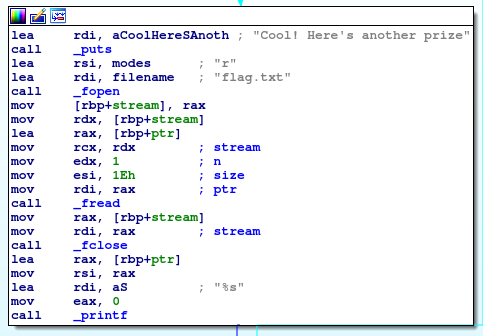 lea rdi, aCoolHereSAnoth ; "Cool! Here's another prize"
call _puts
lea rsi, modes ; "r"
lea rdi, filename ; "flag.txt"
call _fopen
mov [rbp+stream], rax
mov rdx, [rbp+stream]
lea rax, [rbp+ptr]
mov rcx, rdx ; stream
mov edx, 1 ; n
mov esi, 1Eh ; size
mov rdi, rax ; ptr
call _fread
mov rax, [rbp+stream]
mov rdi, rax ; stream
call _fclose
lea rax, [rbp+ptr]
mov rsi, rax
lea rdi, aS ; "%s"
mov eax, 0
call _printf